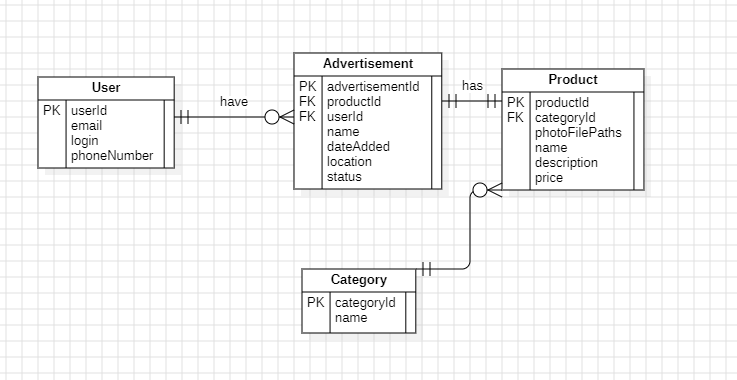 User
PK userId
email
login
phoneNumber
have
Advertisement
PK advertisementId
FK productId
FK userId
name
dateAdded
location
status
has
Product
PK productId
FK categoryId
photoFilePaths
name
description
price
Category
PK categoryId
name